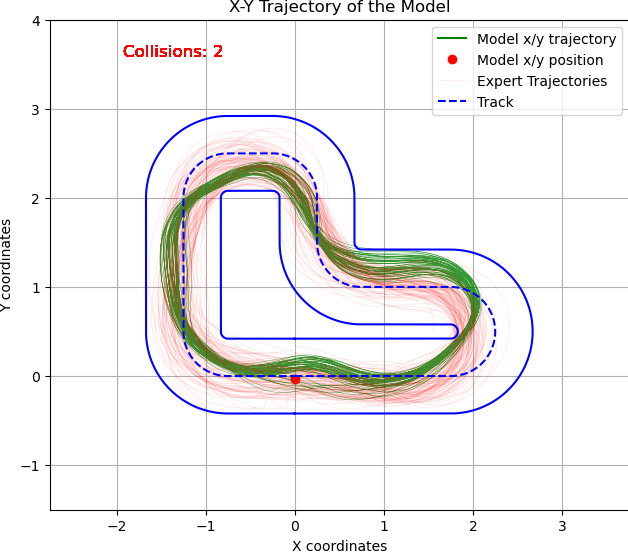 X-Y Trajectory of the Model
Collisions: 2
Model x/y trajectory
Model x/y position
Expert Trajectories
Track
4
3
2
1
0
−1
Y coordinates
−2 −1 0 1 2 3
X coordinates